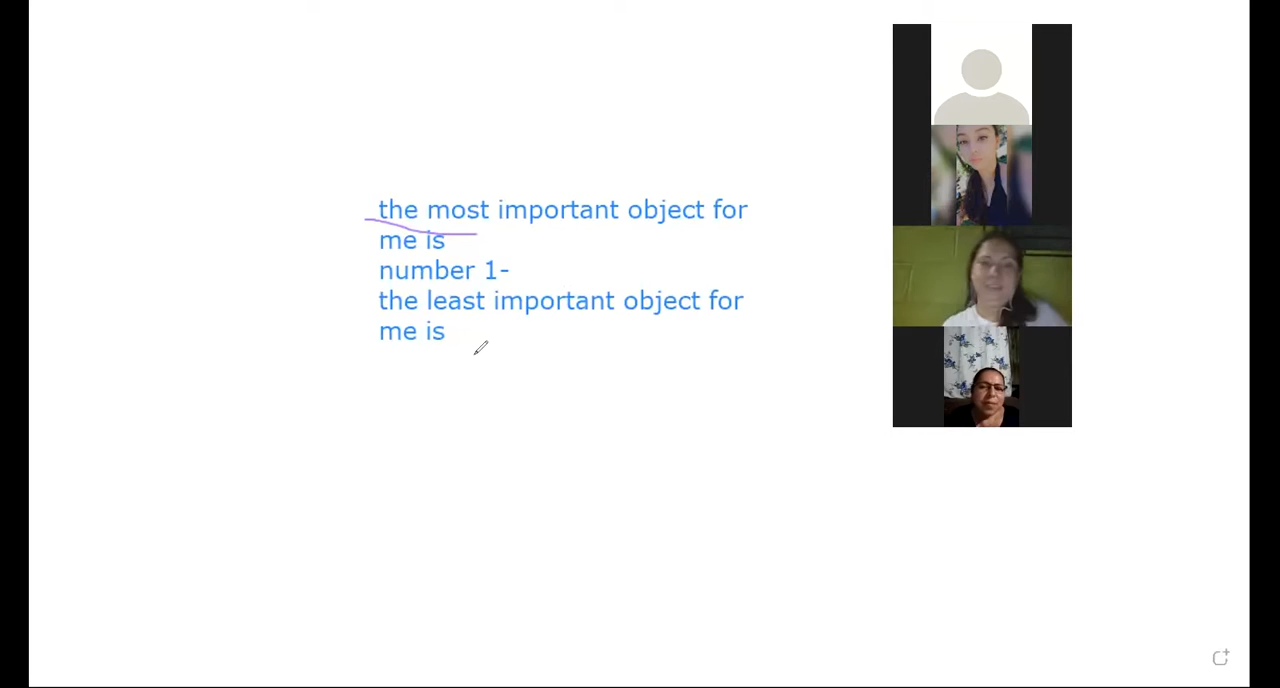 the most important object for
me is
number 1-
the least important object for
me is